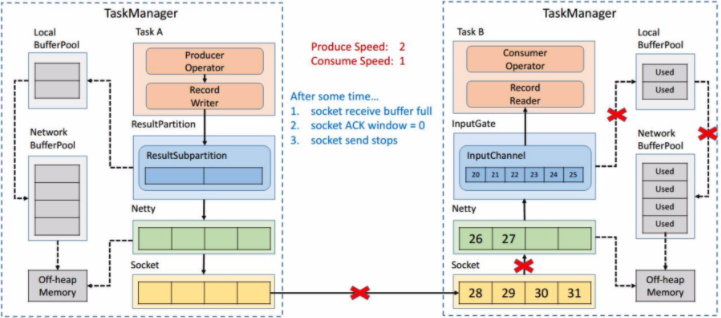 TaskManager
Local
BufferPool
Task A
Producer
Operator
Record
Writer
ResultPartition
ResultSubpartition
Network
BufferPool
Netty
Socket
Off-heap
Memory
Produce Speed: 2
Consume Speed: 1
After some time...
1. socket receive buffer full
2. socket ACK window = 0
3. socket send stops
TaskManager
Task B
Consumer
Operator
Record
Reader
InputGate
InputChannel
20 21 22 23 24 25
Netty
26 27
Socket
28 29 30 31
Local
BufferPool
Used
Used
Network
BufferPool
Used
Used
Used
Used
Off-heap
Memory